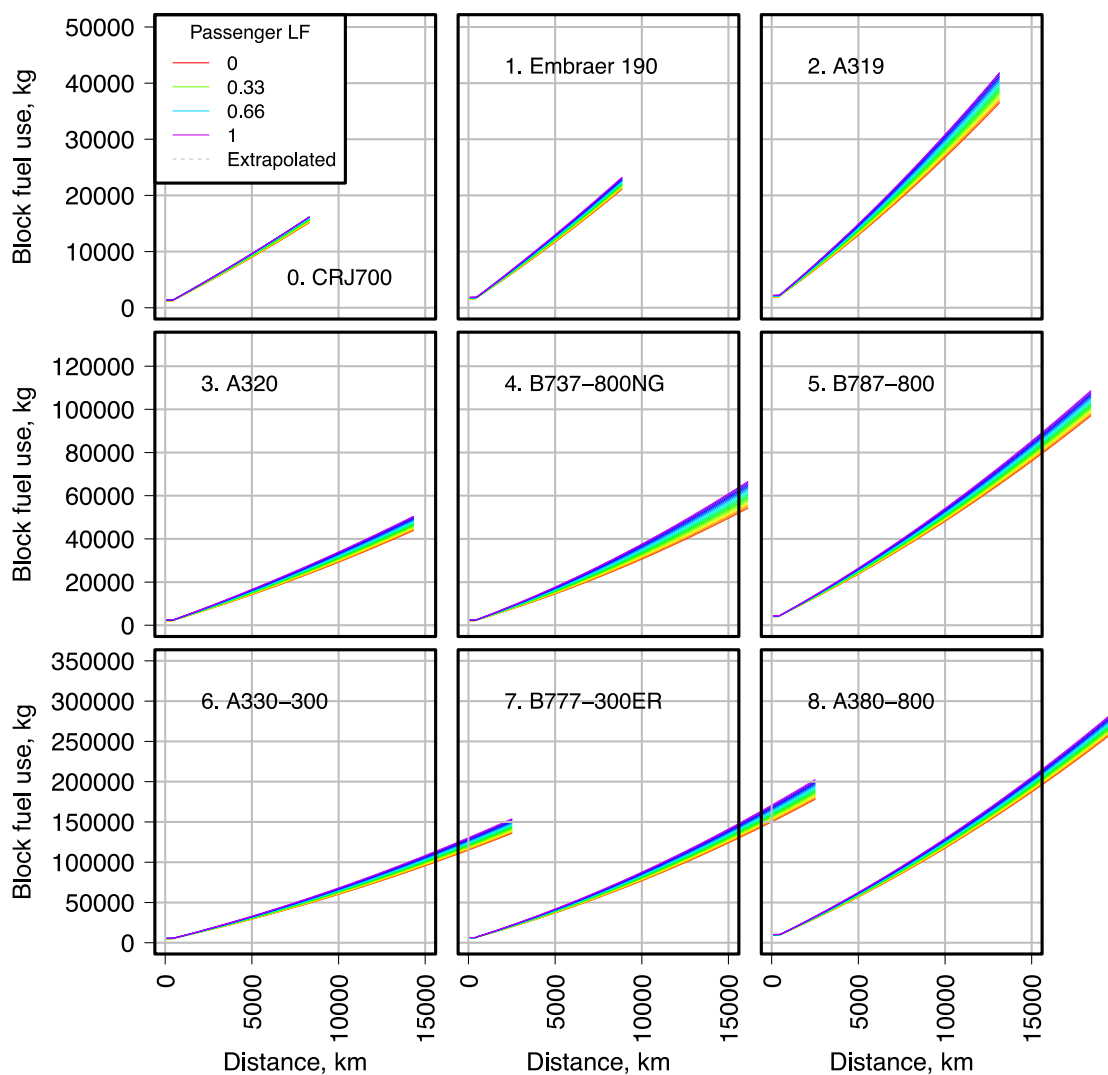 Passenger LF
0
0.33
0.66
1
Extrapolated
Block fuel use, kg
50000
40000
30000
20000
10000
0
0. CRJ700
1. Embraer 190
2. A319
Block fuel use, kg
120000
100000
80000
60000
40000
20000
0
3. A320
4. B737−800NG
5. B787−800
Block fuel use, kg
350000
300000
250000
200000
150000
100000
50000
0
6. A330−300
7. B777−300ER
8. A380−800
0
5000
10000
15000
0
5000
10000
15000
0
5000
10000
15000
Distance, km
Distance, km
Distance, km